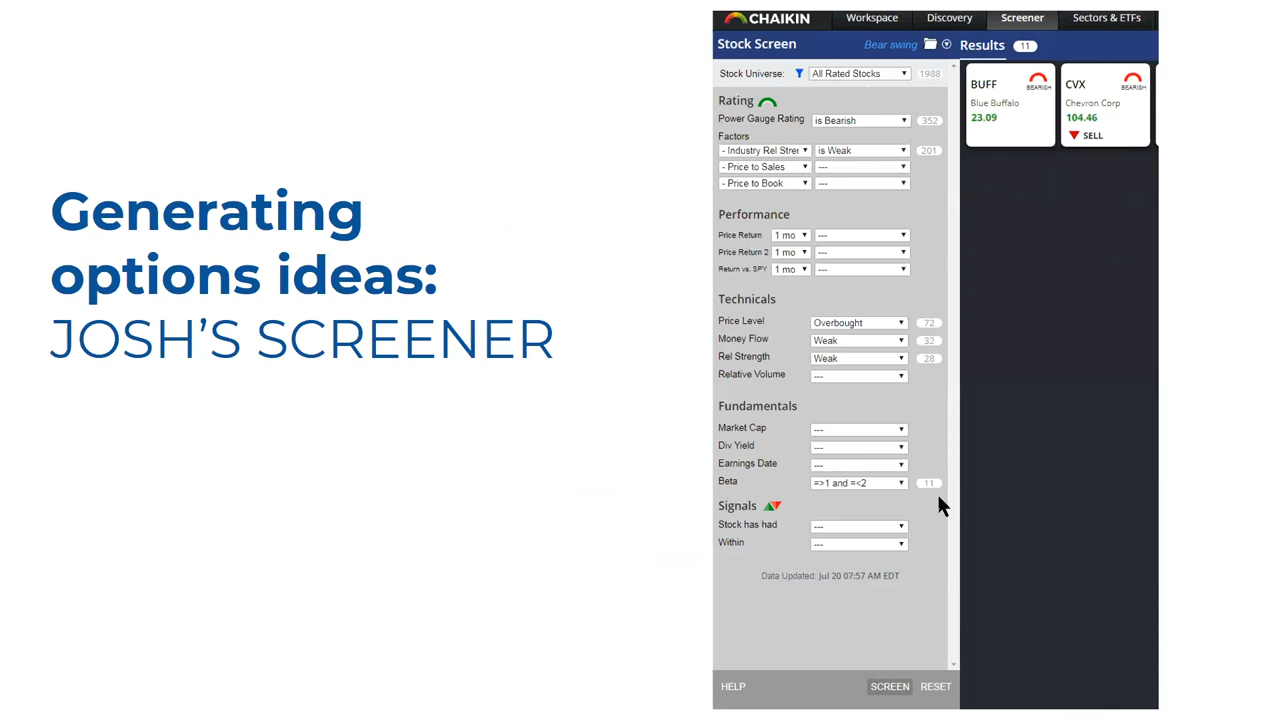 Generating
options ideas:
JOSH'S SCREENER
CHAIKIN Workspace Discovery Screener Sectors & ETFs
Stock Screen Bear swing Results 11
Stock Universe: All Rated Stocks 1988
Rating
Power Gauge Rating is Bearish 352
Factors
- Industry Rel Strer is Weak 201
- Price to Sales ---
- Price to Book ---
Performance
Price Return 1 mo ---
Price Return 2 1 mo ---
Return vs. SPY 1 mo ---
Technicals
Price Level Overbought 72
Money Flow Weak 32
Rel Strength Weak 28
Relative Volume ---
Fundamentals
Market Cap ---
Div Yield ---
Earnings Date ---
Beta =>1 and =<2 11
Signals
Stock has had ---
Within ---
Data Updated: Jul 20 07:57 AM EDT
HELP SCREEN RESET
BUFF BEARISH
Blue Buffalo
23.09
CVX BEARISH
Chevron Corp
104.46
SELL